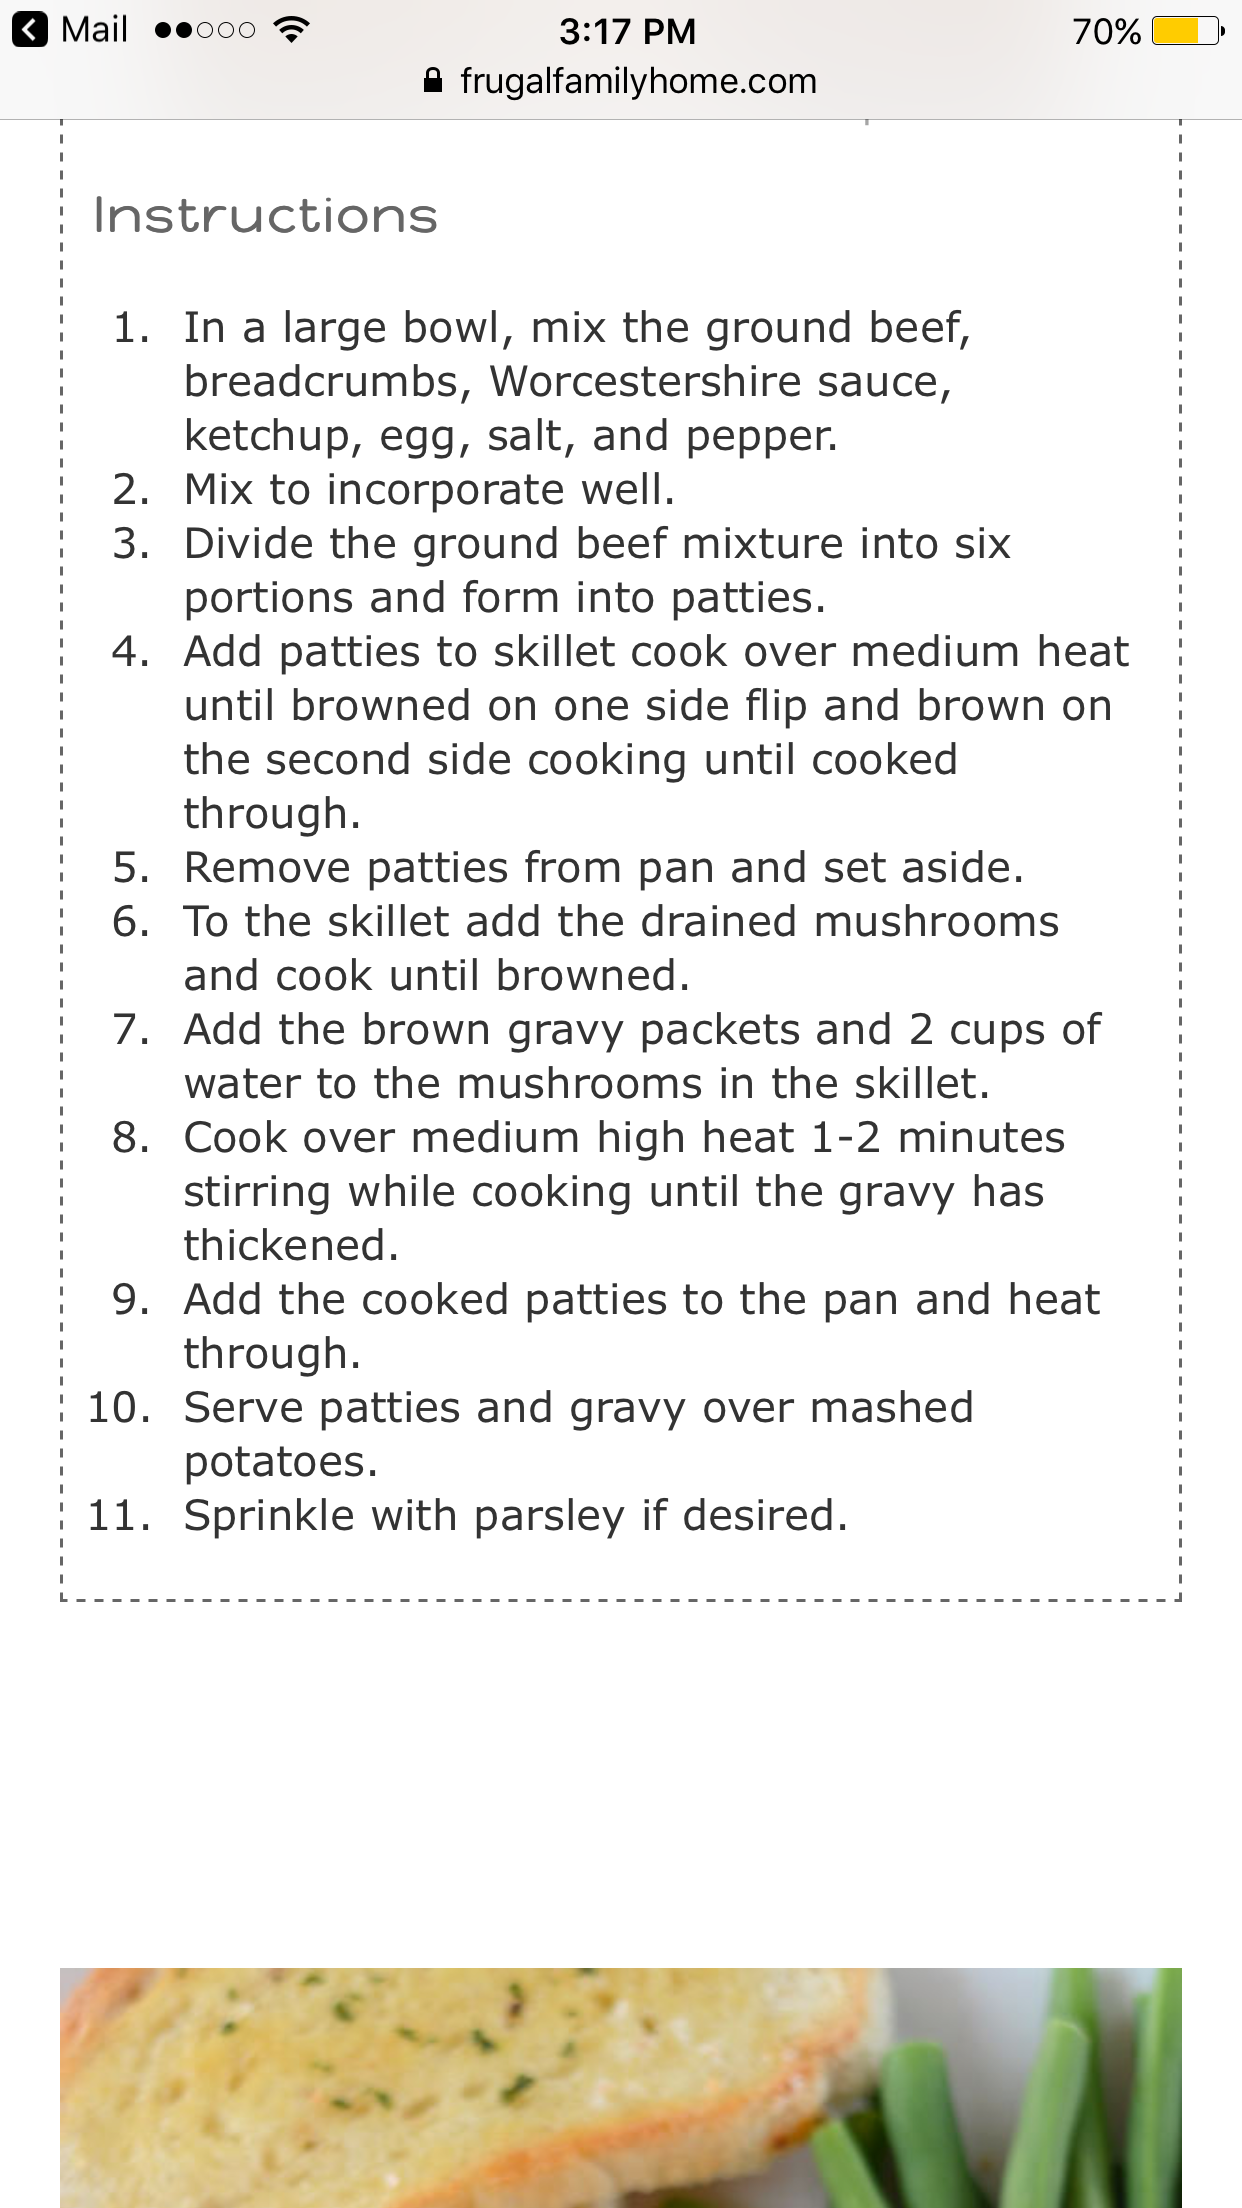 Mail 3:17 PM 70%
frugalfamilyhome.com
Instructions
1. In a large bowl, mix the ground beef,
breadcrumbs, Worcestershire sauce,
ketchup, egg, salt, and pepper.
2. Mix to incorporate well.
3. Divide the ground beef mixture into six
portions and form into patties.
4. Add patties to skillet cook over medium heat
until browned on one side flip and brown on
the second side cooking until cooked
through.
5. Remove patties from pan and set aside.
6. To the skillet add the drained mushrooms
and cook until browned.
7. Add the brown gravy packets and 2 cups of
water to the mushrooms in the skillet.
8. Cook over medium high heat 1-2 minutes
stirring while cooking until the gravy has
thickened.
9. Add the cooked patties to the pan and heat
through.
10. Serve patties and gravy over mashed
potatoes.
11. Sprinkle with parsley if desired.